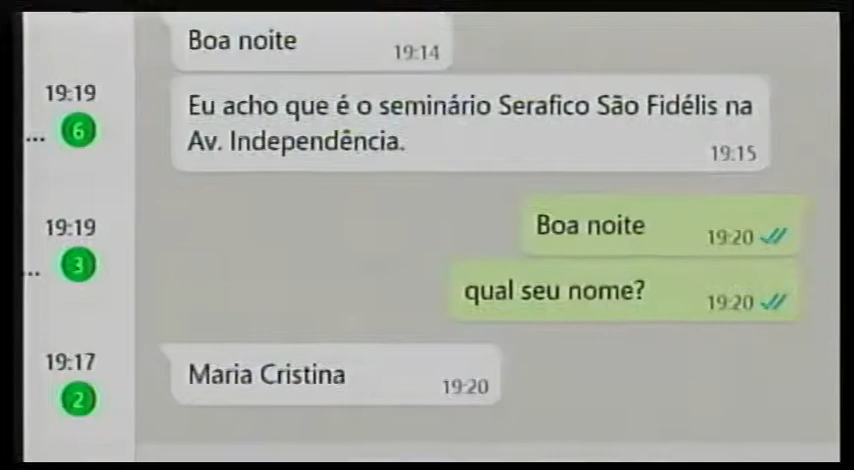 Boa noite
19:14
19:19
6
Eu acho que é o seminário Serafico São Fidélis na
Av. Independência.
19:15
...
19:19
3
Boa noite
19:20
...
qual seu nome?
19:20
19:17
2
Maria Cristina
19:20